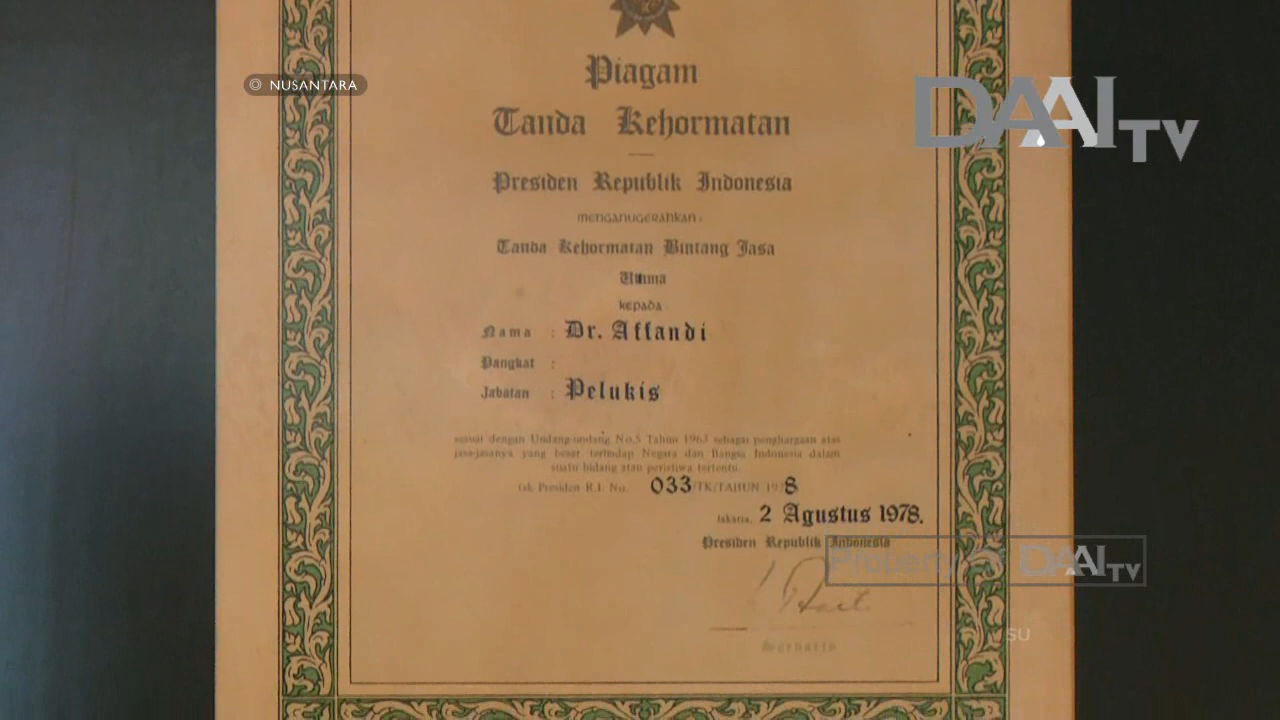 © NUSANTARA
DAAI TV
Piagam
Tanda Kehormatan
Presiden Republik Indonesia
menganugerahkan :
Tanda Kehormatan Bintang Jasa
Utama
kepada
Nama : Dr. Affandi
Pangkat :
Jabatan : Pelukis
sesuai dengan Undang-undang No.5 Tahun 1963 sebagai penghargaan atas
jasa-jasanya yang besar terhadap Negara dan Bangsa Indonesia dalam
suatu bidang atau peristiwa tertentu.
Presiden R.I. No. 033/TK/TAHUN 1978
Jakarta, 2 Agustus 1978.
Presiden Republik Indonesia
Property DAAI TV
SU
Soeharto